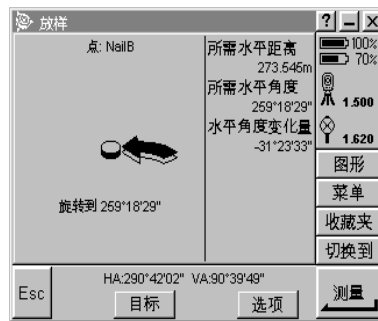 放样
? – ×
点: NailB
所需水平距离
273.545m
所需水平角度
259°18'29"
水平角度变化量
-31°23'33"
旋转到 259°18'29"
100%
70%
1.500
1.620
图形
菜单
收藏夹
切换到
Esc
HA:290°42'02" VA:90°39'49"
目标
选项
测量